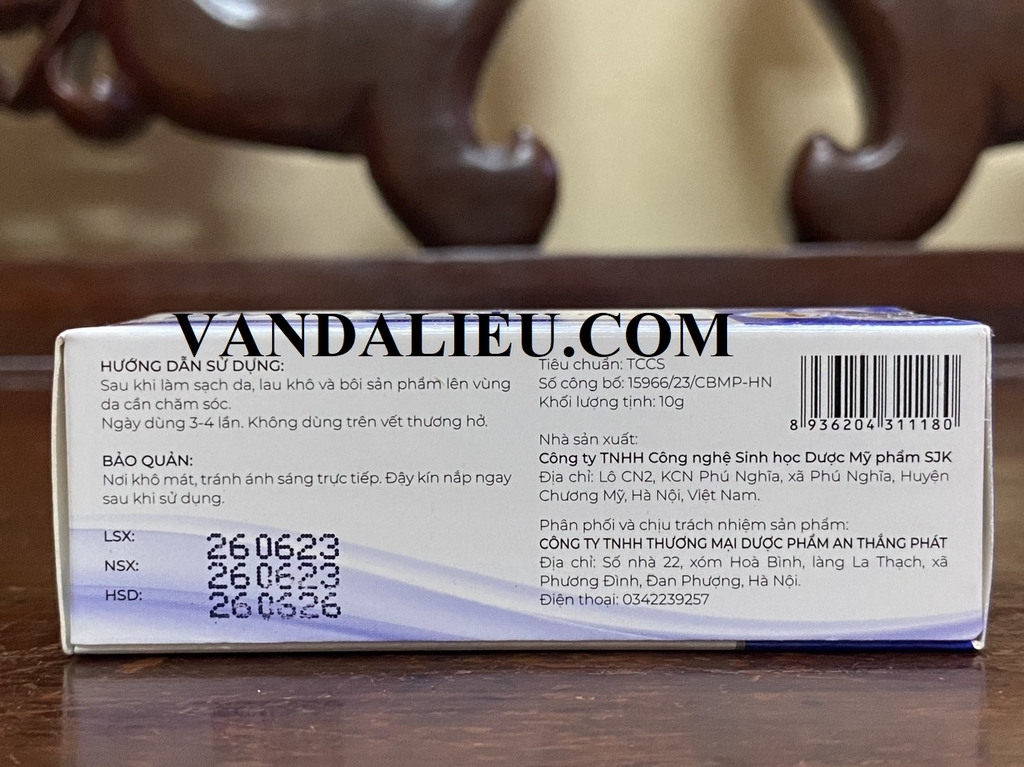 VANDALIEU.COM
HƯỚNG DẪN SỬ DỤNG:
Sau khi làm sạch da, lau khô và bôi sản phẩm lên vùng
da cần chăm sóc.
Ngày dùng 3-4 lần. Không dùng trên vết thương hở.
BẢO QUẢN:
Nơi khô mát, tránh ánh sáng trực tiếp. Đậy kín nắp ngay
sau khi sử dụng.
LSX: 260623
NSX: 260623
HSD: 260626
Tiêu chuẩn: TCCS
Số công bố: 15966/23/CBMP-HN
Khối lượng tịnh: 10g
8 936204 311180
Nhà sản xuất:
Công ty TNHH Công nghệ Sinh học Dược Mỹ phẩm SJK
Địa chỉ: Lô CN2, KCN Phú Nghĩa, xã Phú Nghĩa, Huyện
Chương Mỹ, Hà Nội, Việt Nam.
Phân phối và chịu trách nhiệm sản phẩm:
CÔNG TY TNHH THƯƠNG MẠI DƯỢC PHẨM AN THẮNG PHÁT
Địa chỉ: Số nhà 22, xóm Hoà Bình, làng La Thạch, xã
Phương Đình, Đan Phượng, Hà Nội.
Điện thoại: 0342239257